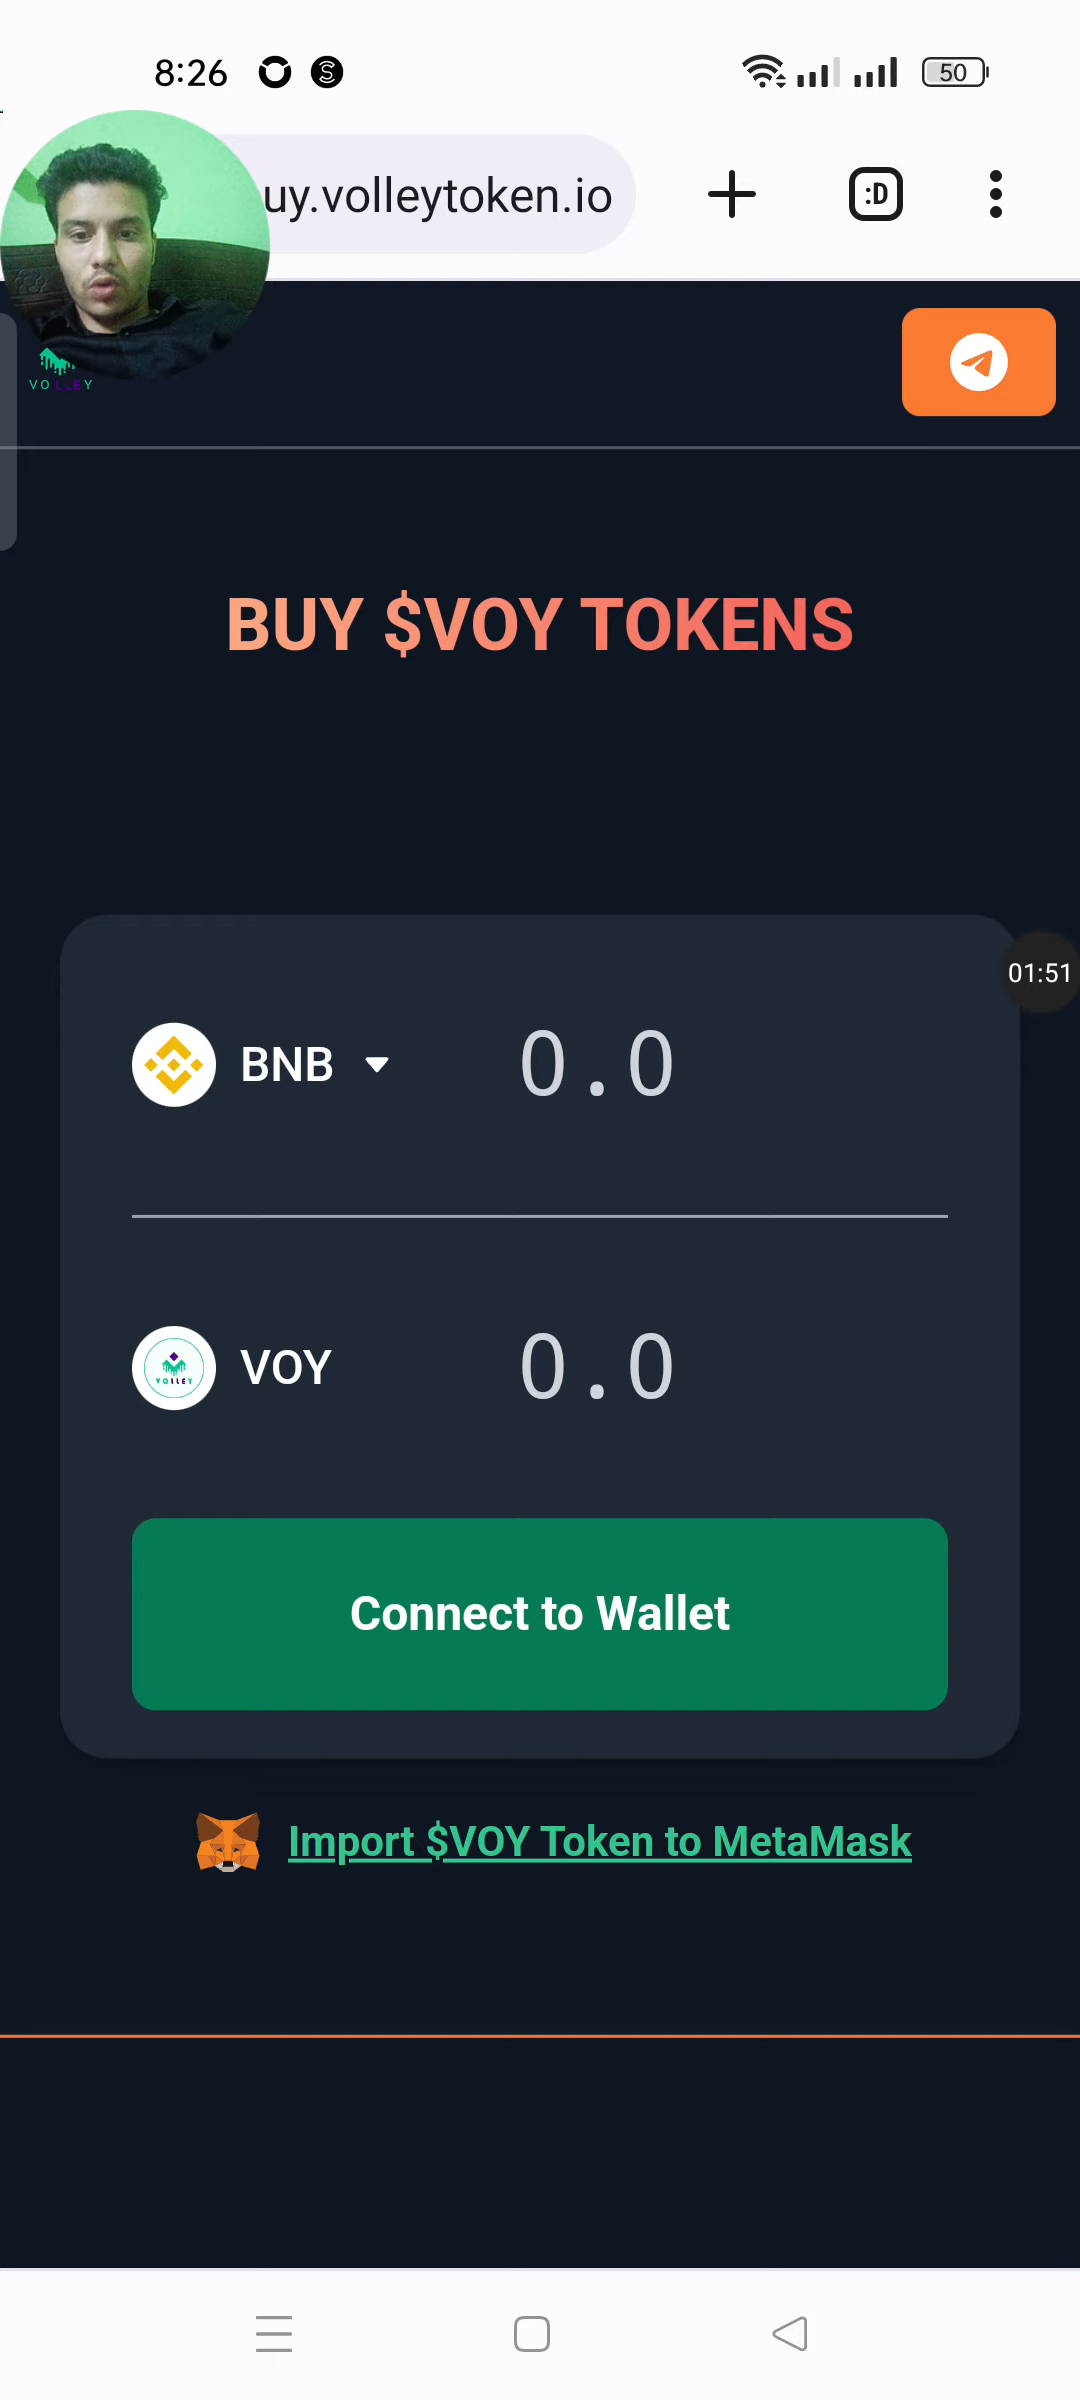 8:26
50
uy.volleytoken.io
:D
VOLLEY
BUY $VOY TOKENS
01:51
BNB
0.0
VOLLEY
VOY
0.0
Connect to Wallet
Import $VOY Token to MetaMask